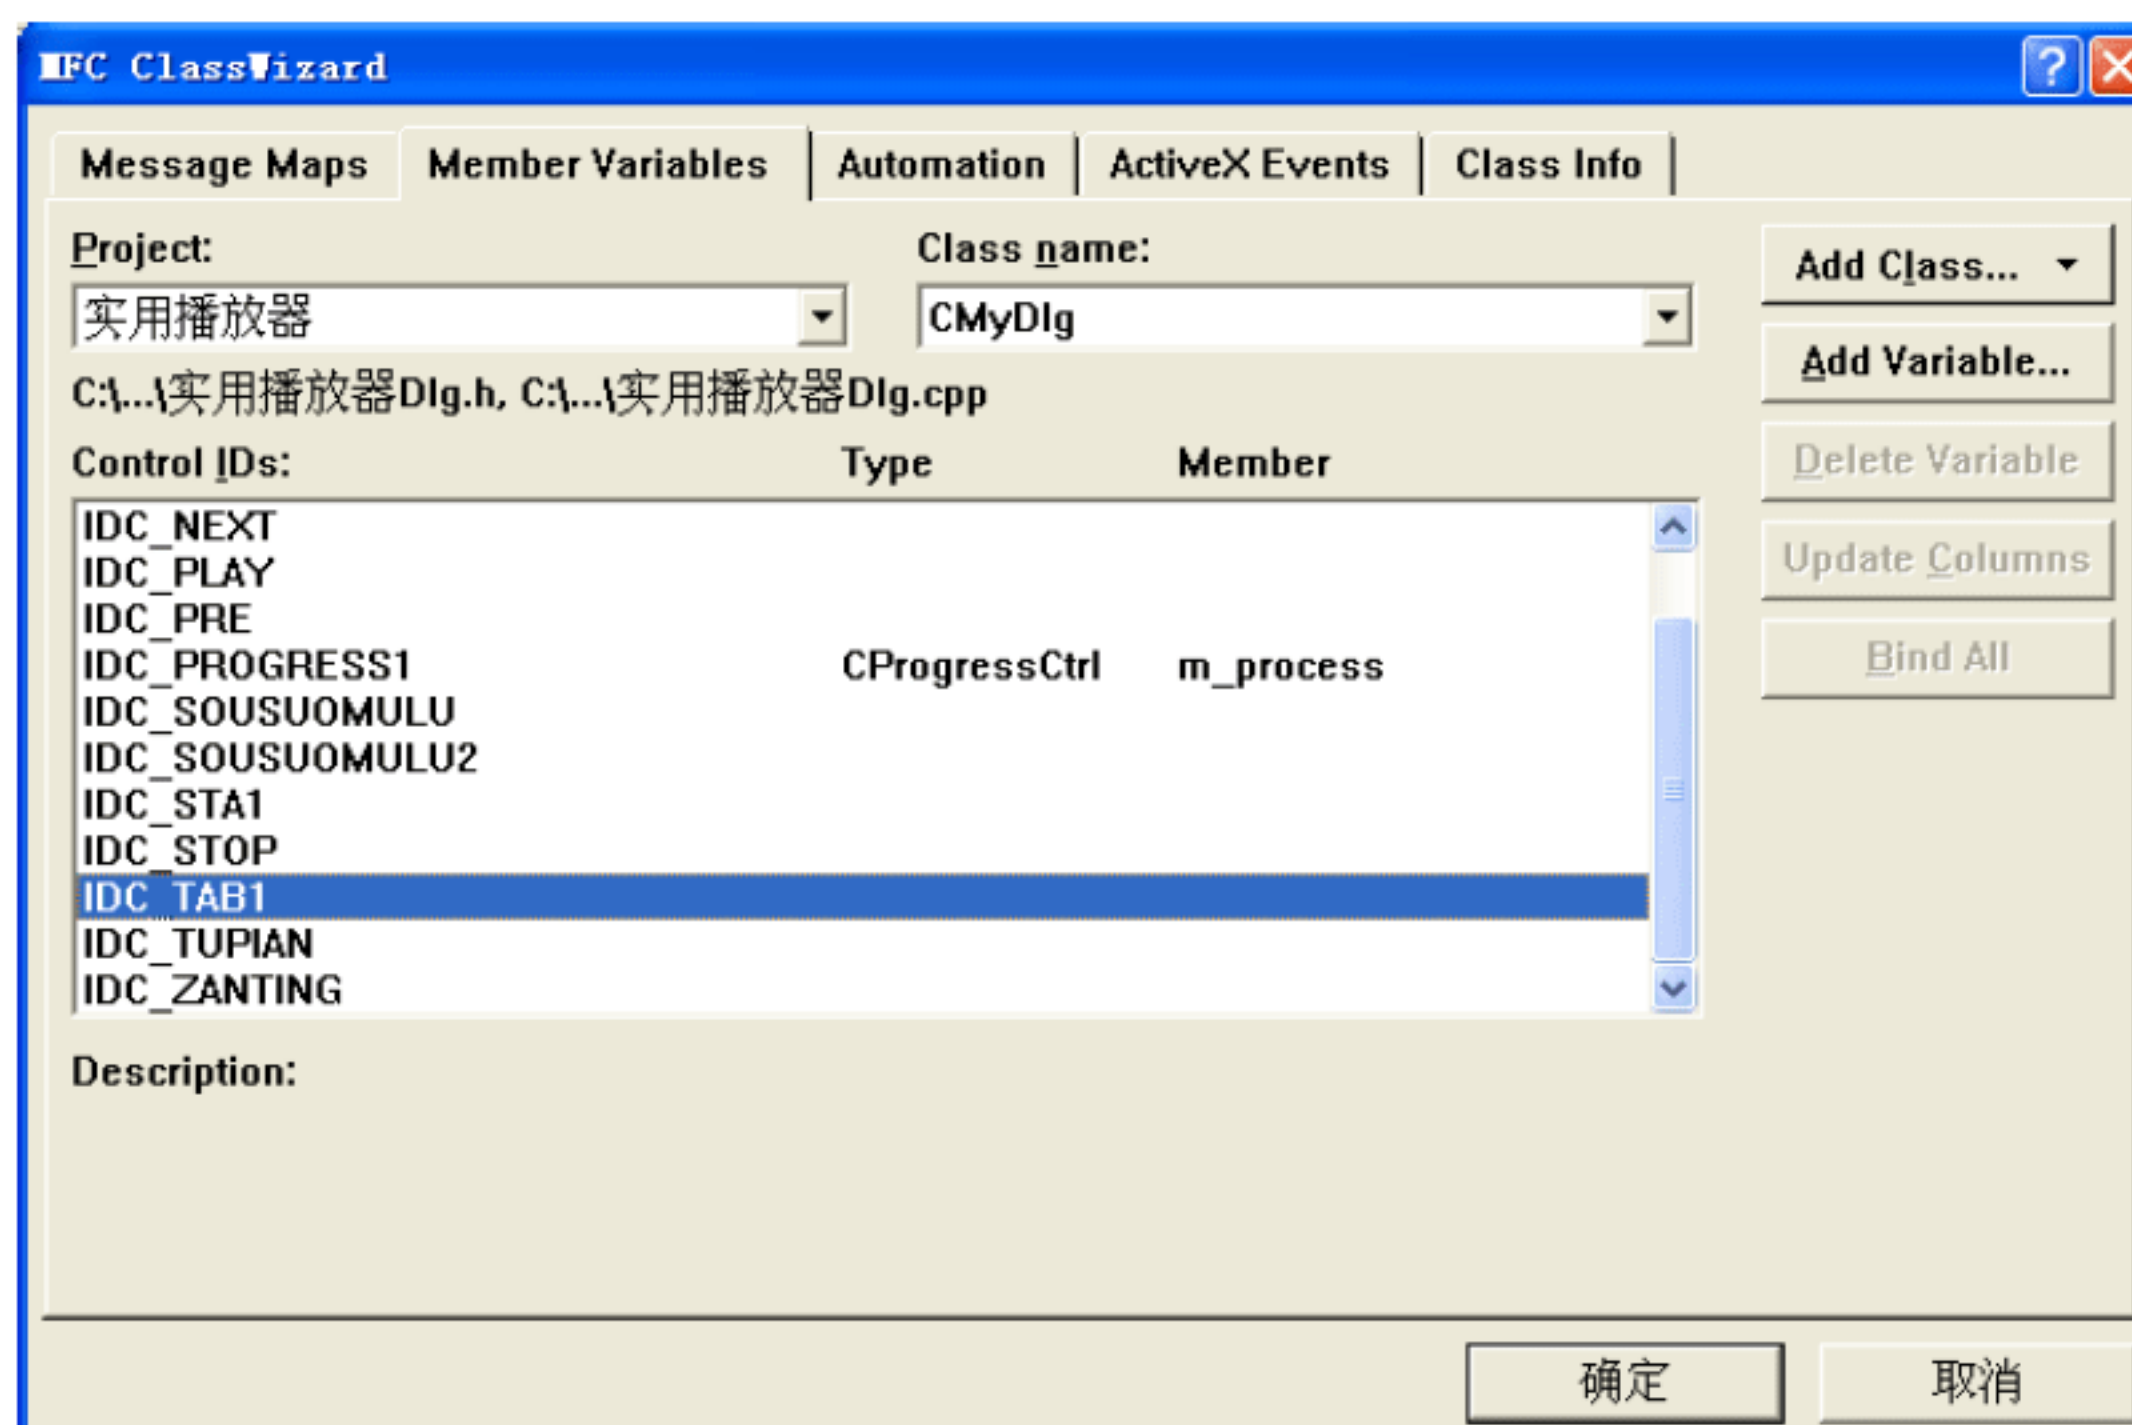 MFC ClassWizard
Message Maps Member Variables Automation ActiveX Events Class Info
Project: Class name:
实用播放器 CMyDlg
Add Class...
Add Variable...
C:\...\实用播放器Dlg.h, C:\...\实用播放器Dlg.cpp
Control IDs: Type Member
Delete Variable
IDC_NEXT
Update Columns
IDC_PLAY
IDC_PRE
IDC_PROGRESS1 CProgressCtrl m_process
Bind All
IDC_SOUSUOMULU
IDC_SOUSUOMULU2
IDC_STA1
IDC_STOP
IDC_TAB1
IDC_TUPIAN
IDC_ZANTING
Description:
确定 取消